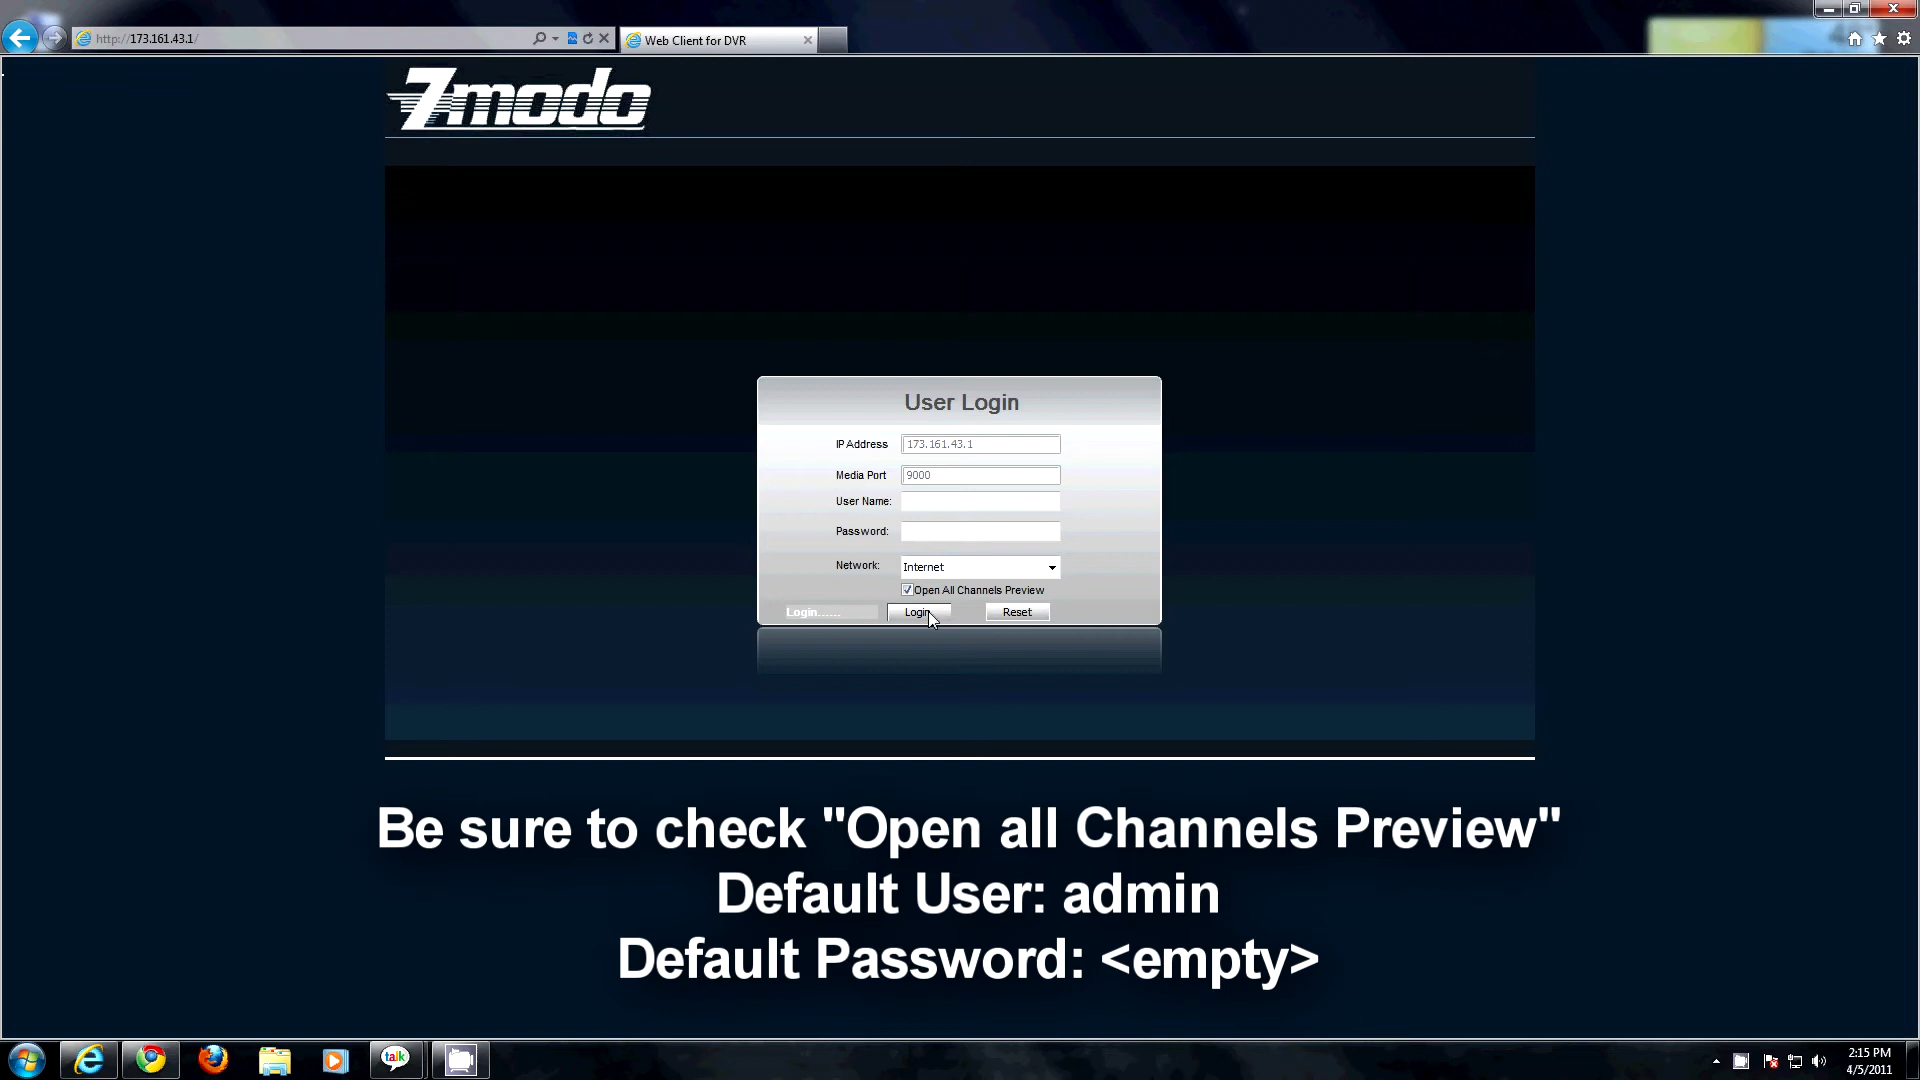 http://173.161.43.1/
Web Client for DVR
Zmodo
User Login
IP Address 173.161.43.1
Media Port 9000
User Name:
Password:
Network: Internet
Open All Channels Preview
Login...... Login Reset
Be sure to check "Open all Channels Preview"
Default User: admin
Default Password: <empty>
talk
2:15 PM
4/5/2011